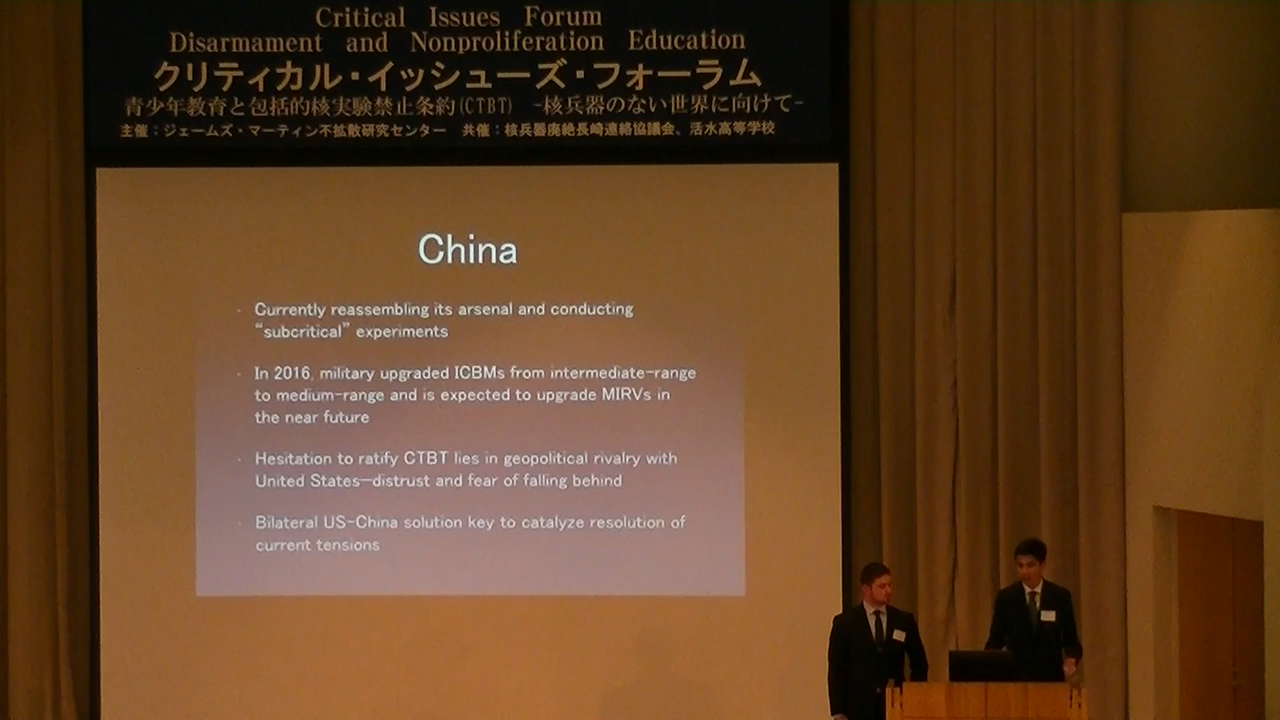 Critical Issues Forum
Disarmament and Nonproliferation Education
クリティカル・イッシューズ・フォーラム
青少年教育と包括的核実験禁止条約(CTBT) -核兵器のない世界に向けて-
主催：ジェームズ・マーティン不拡散研究センター 共催：核兵器廃絶長崎連絡協議会、活水高等学校
China
- Currently reassembling its arsenal and conducting
"subcritical" experiments
- In 2016, military upgraded ICBMs from intermediate-range
to medium-range and is expected to upgrade MIRVs in
the near future
- Hesitation to ratify CTBT lies in geopolitical rivalry with
United States—distrust and fear of falling behind
- Bilateral US-China solution key to catalyze resolution of
current tensions